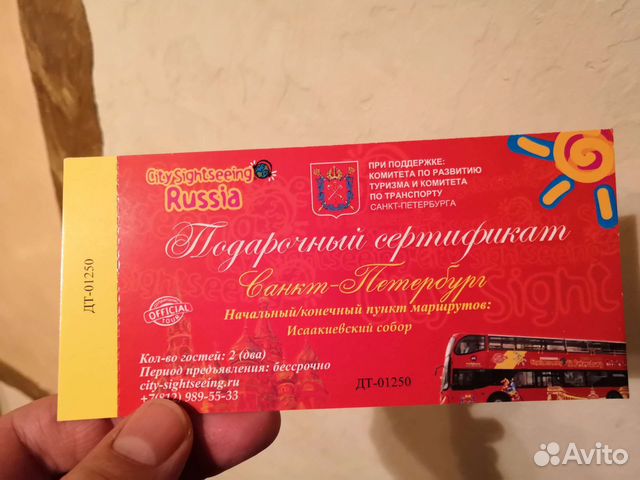 CitySightseeing
Russia
ПРИ ПОДДЕРЖКЕ:
КОМИТЕТА ПО РАЗВИТИЮ
ТУРИЗМА И КОМИТЕТА
ПО ТРАНСПОРТУ
САНКТ-ПЕТЕРБУРГА
Подарочный сертификат
Санкт-Петербург
Начальный/конечный пункт маршрутов:
Исаакиевский собор
OFFICIAL
TOUR
ДТ-01250
Кол-во гостей: 2 (два)
Период предъявления: бессрочно
city-sightseeing.ru
+7(812) 989-55-33
ДТ-01250
Avito